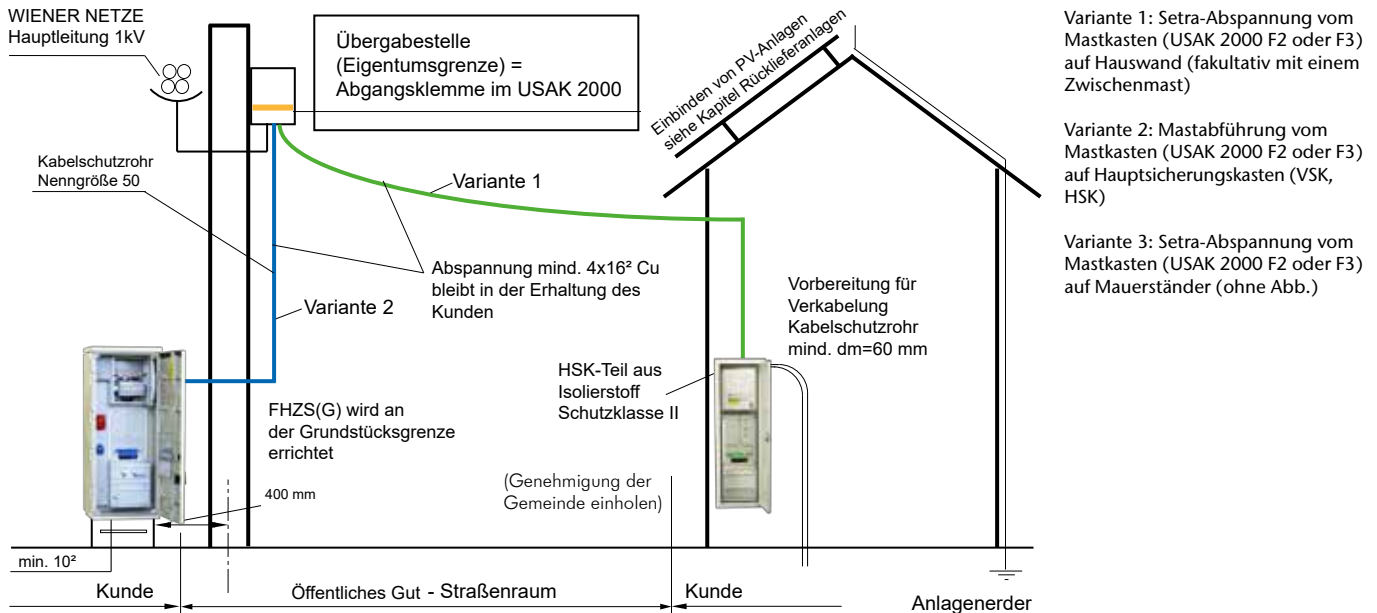 WIENER NETZE
Hauptleitung 1kV
Übergabestelle
(Eigentumsgrenze) =
Abgangsklemme im USAK 2000
Einbinden von PV-Anlagen
siehe Kapitel Rücklieferanlagen
Variante 1: Setra-Abspannung vom
Mastkasten (USAK 2000 F2 oder F3)
auf Hauswand (fakultativ mit einem
Zwischenmast)
Variante 2: Mastabführung vom
Mastkasten (USAK 2000 F2 oder F3)
auf Hauptsicherungskasten (VSK,
HSK)
Variante 3: Setra-Abspannung vom
Mastkasten (USAK 2000 F2 oder F3)
auf Mauerständer (ohne Abb.)
Kabelschutzrohr
Nenngröße 50
Variante 1
Abspannung mind. 4x16² Cu
bleibt in der Erhaltung des
Kunden
Variante 2
Vorbereitung für
Verkabelung
Kabelschutzrohr
mind. dm=60 mm
HSK-Teil aus
Isolierstoff
Schutzklasse II
FHZS(G) wird an
der Grundstücksgrenze
errichtet
400 mm
(Genehmigung der
Gemeinde einholen)
min. 10²
Kunde
Öffentliches Gut - Straßenraum
Kunde
Anlagenerder